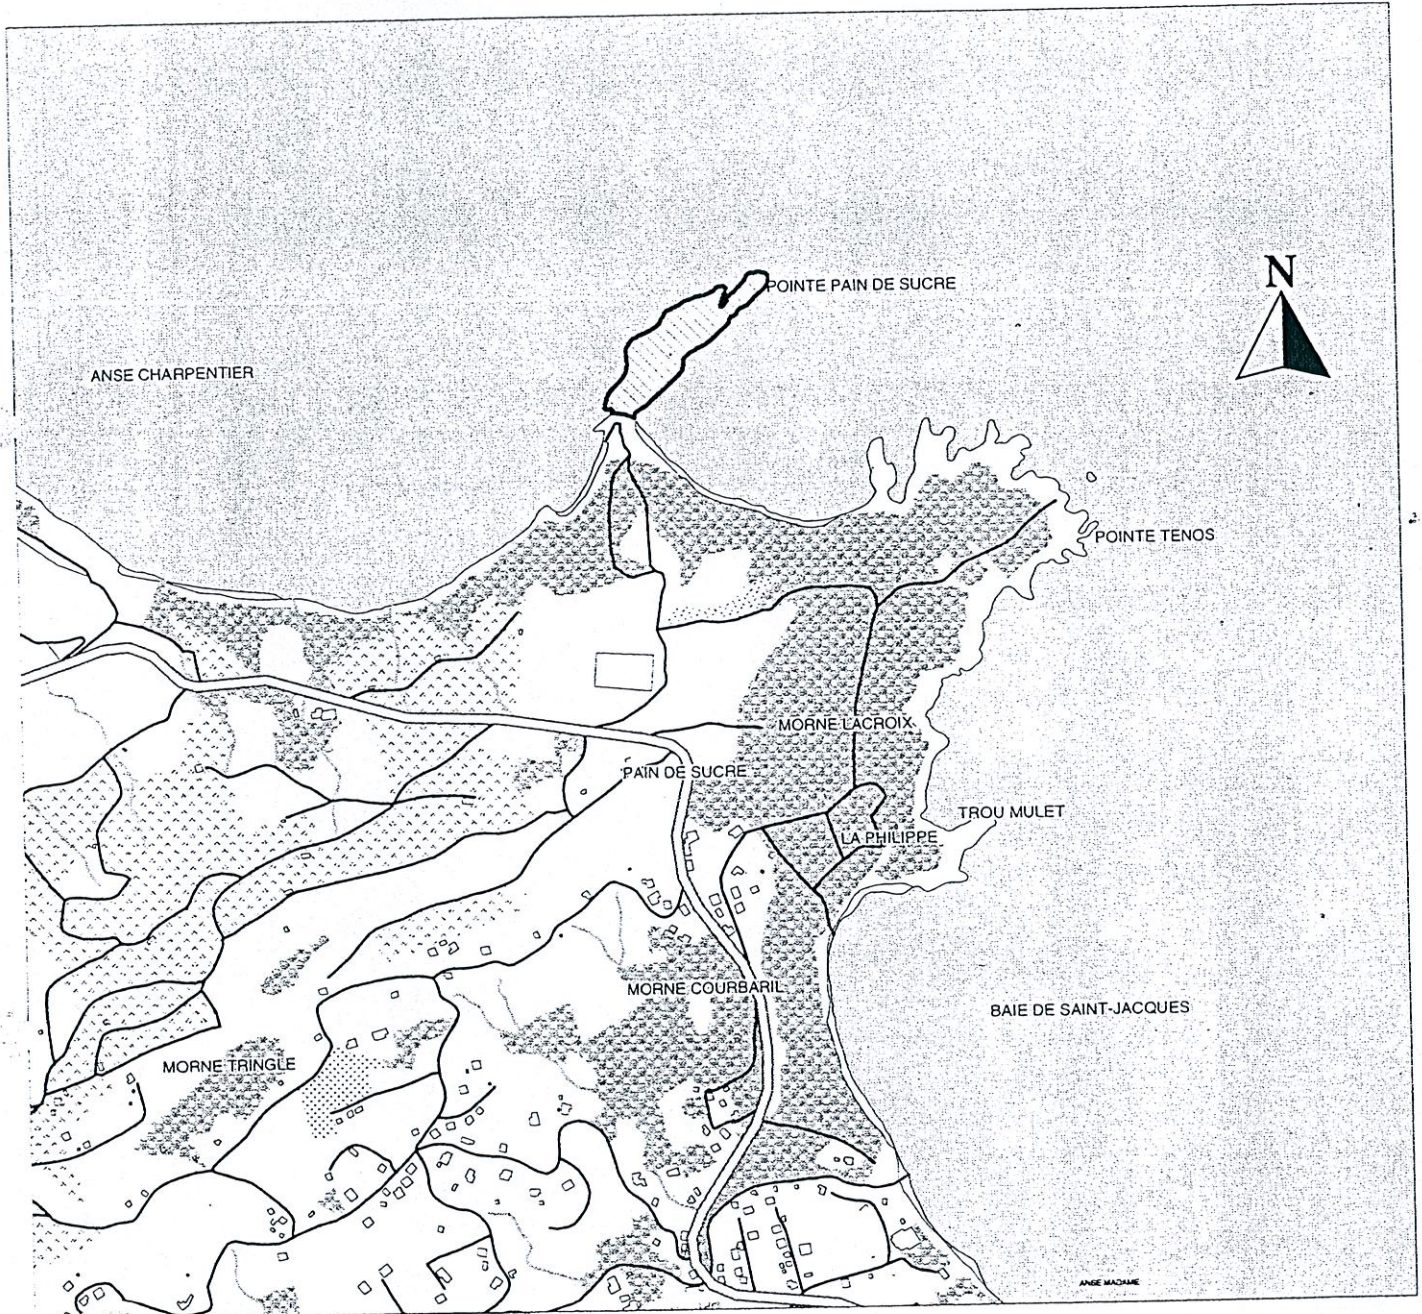 POINTE PAIN DE SUCRE
N
ANSE CHARPENTIER
POINTE TENOS
MORNE LACROIX
PAIN DE SUCRE
TROU MULET
LA PHILIPPE
MORNE COURBARIL
BAIE DE SAINT-JACQUES
MORNE TRINGLE
ANSE MADAME